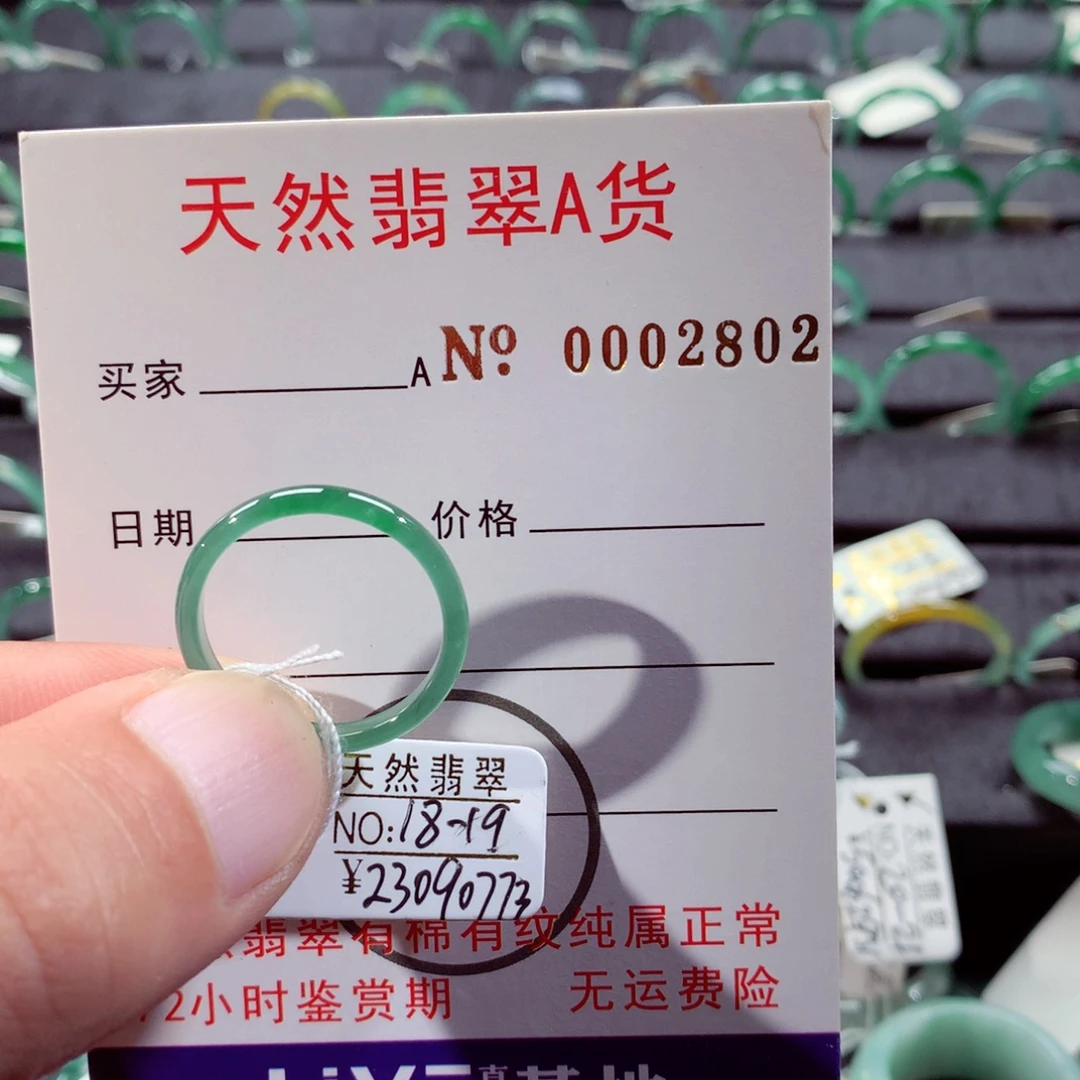 天然翡翠A货
买家 A № 0002802
日期 价格
天然翡翠
NO:18-19
¥23090773
翡翠有棉有纹纯属正常
72小时鉴赏期 无运费险